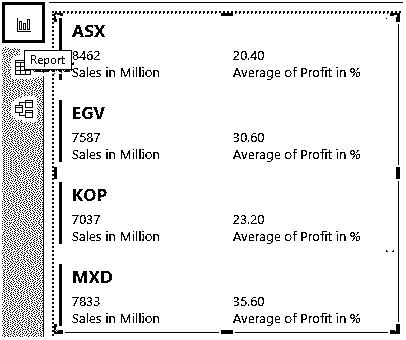 ASX
8462 20.40
Sales in Million Average of Profit in %
Report
EGV
7587 30.60
Sales in Million Average of Profit in %
KOP
7037 23.20
Sales in Million Average of Profit in %
MXD
7833 35.60
Sales in Million Average of Profit in %